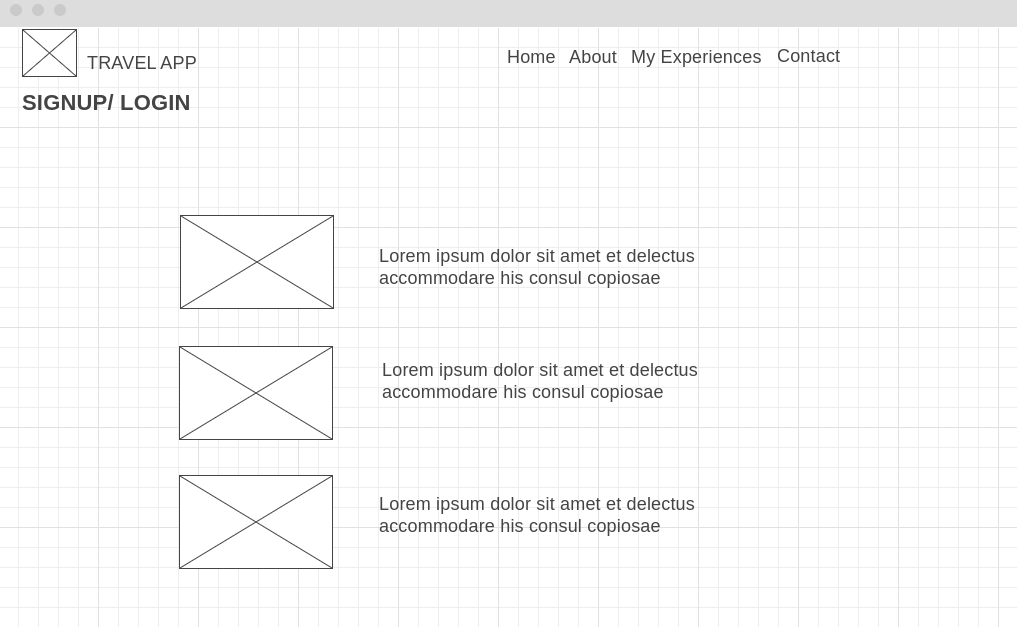 TRAVEL APP
Home About My Experiences Contact
SIGNUP/ LOGIN
Lorem ipsum dolor sit amet et delectus
accommodare his consul copiosae
Lorem ipsum dolor sit amet et delectus
accommodare his consul copiosae
Lorem ipsum dolor sit amet et delectus
accommodare his consul copiosae